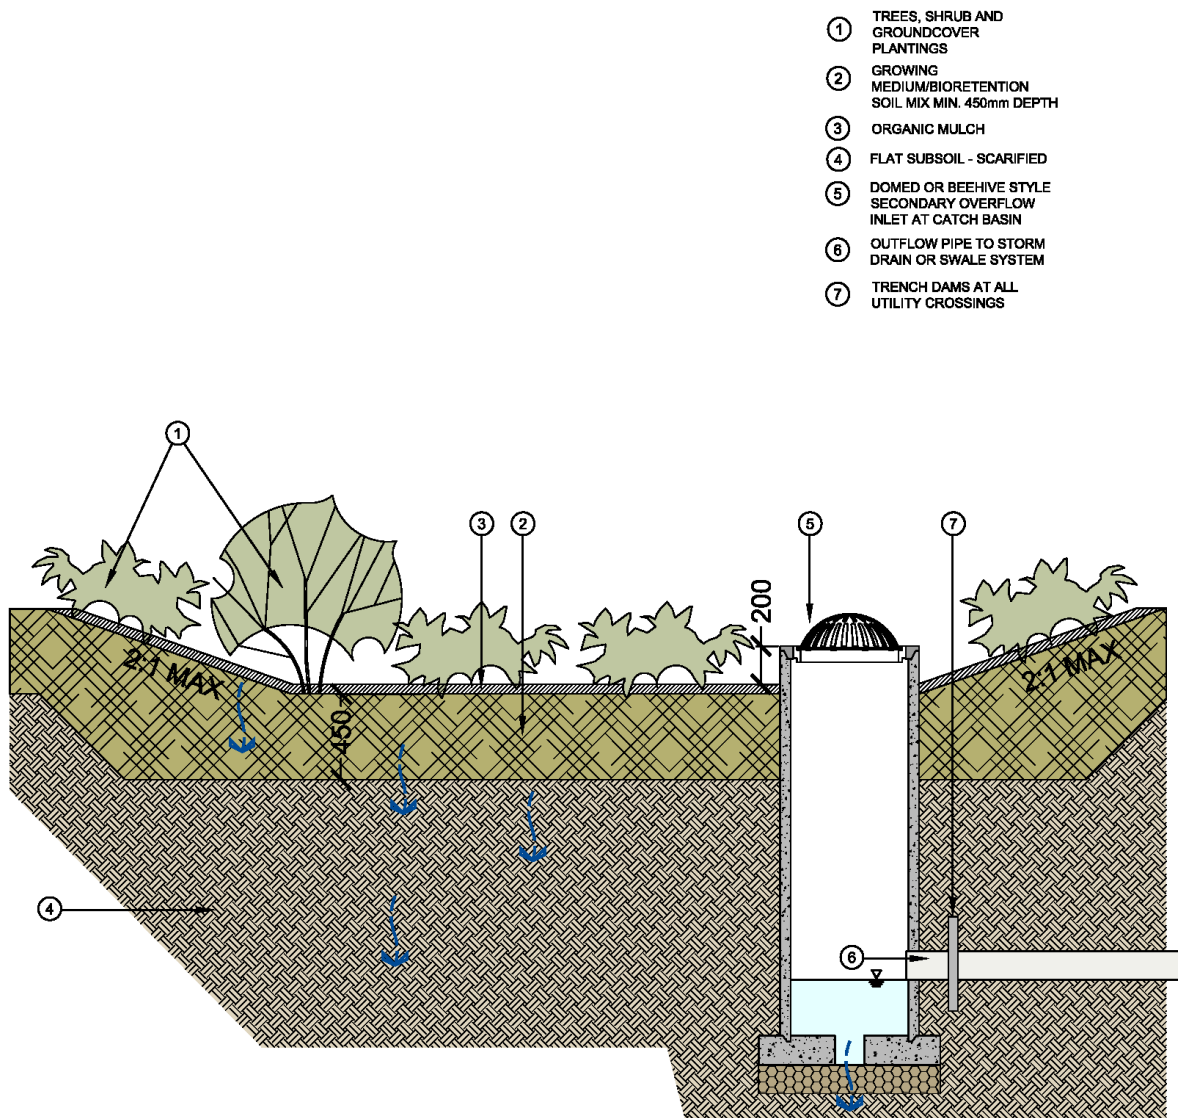 1 TREES, SHRUB AND
GROUNDCOVER
PLANTINGS
2 GROWING
MEDIUM/BIORETENTION
SOIL MIX MIN. 450mm DEPTH
3 ORGANIC MULCH
4 FLAT SUBSOIL - SCARIFIED
5 DOMED OR BEEHIVE STYLE
SECONDARY OVERFLOW
INLET AT CATCH BASIN
6 OUTFLOW PIPE TO STORM
DRAIN OR SWALE SYSTEM
7 TRENCH DAMS AT ALL
UTILITY CROSSINGS
1
3
2
5
7
200
2:1 MAX
2:1 MAX
450
4
6